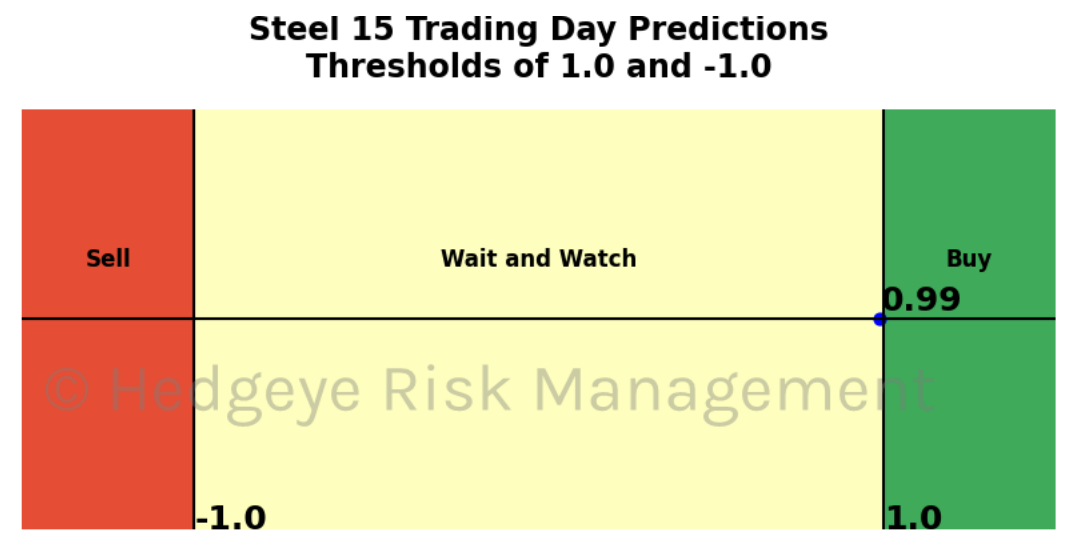 Steel 15 Trading Day Predictions
Thresholds of 1.0 and -1.0
Sell
Wait and Watch
Buy
0.99
© Hedgeye Risk Management
-1.0
1.0